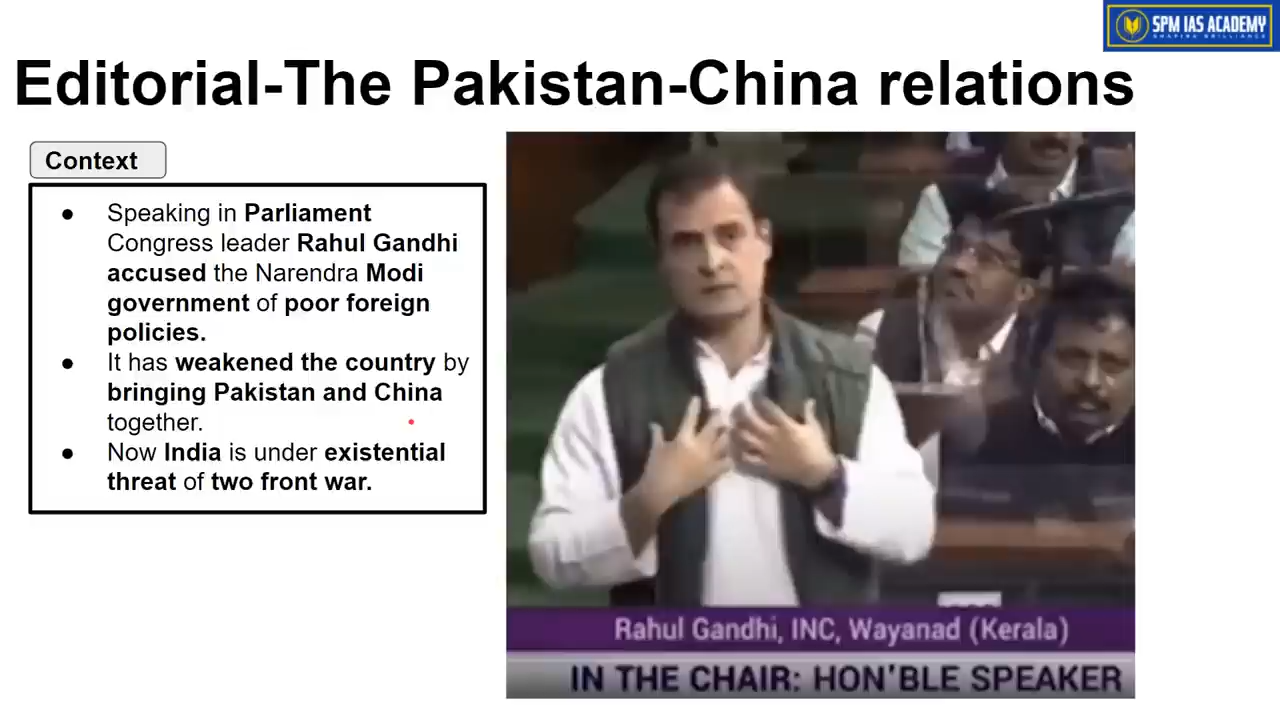 SPM IAS ACADEMY
SHAPING BRILLIANCE
Editorial-The Pakistan-China relations
Context
● Speaking in Parliament
Congress leader Rahul Gandhi
accused the Narendra Modi
government of poor foreign
policies.
● It has weakened the country by
bringing Pakistan and China
together.
● Now India is under existential
threat of two front war.
Rahul Gandhi, INC, Wayanad (Kerala)
IN THE CHAIR: HON'BLE SPEAKER